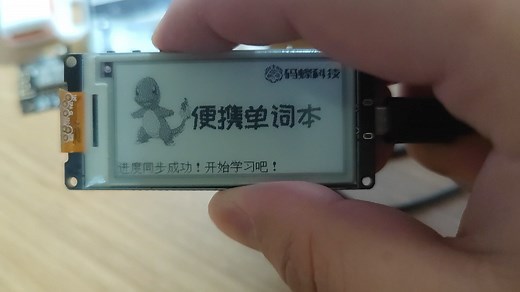 码蜂科技
便携单词本
进度同步成功！开始学习吧！